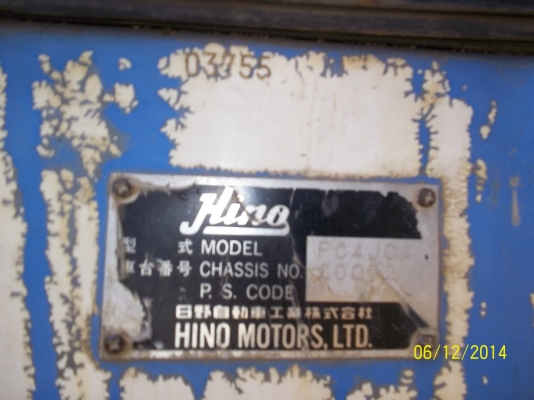 03755
Hino
型 式 MODEL FC4JCA
車台番号 CHASSIS NO.
P. S. CODE
日野自動車工業株式会社
HINO MOTORS, LTD.
06/12/2014